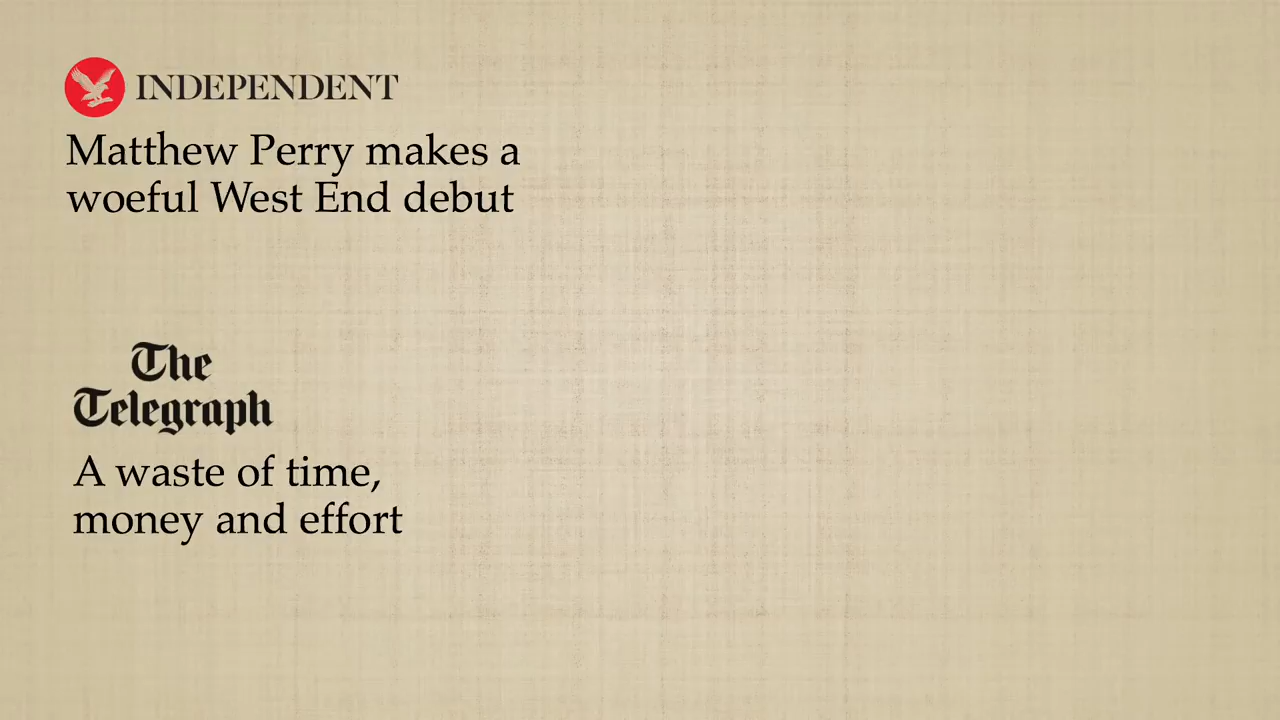 INDEPENDENT
Matthew Perry makes a
woeful West End debut
The
Telegraph
A waste of time,
money and effort